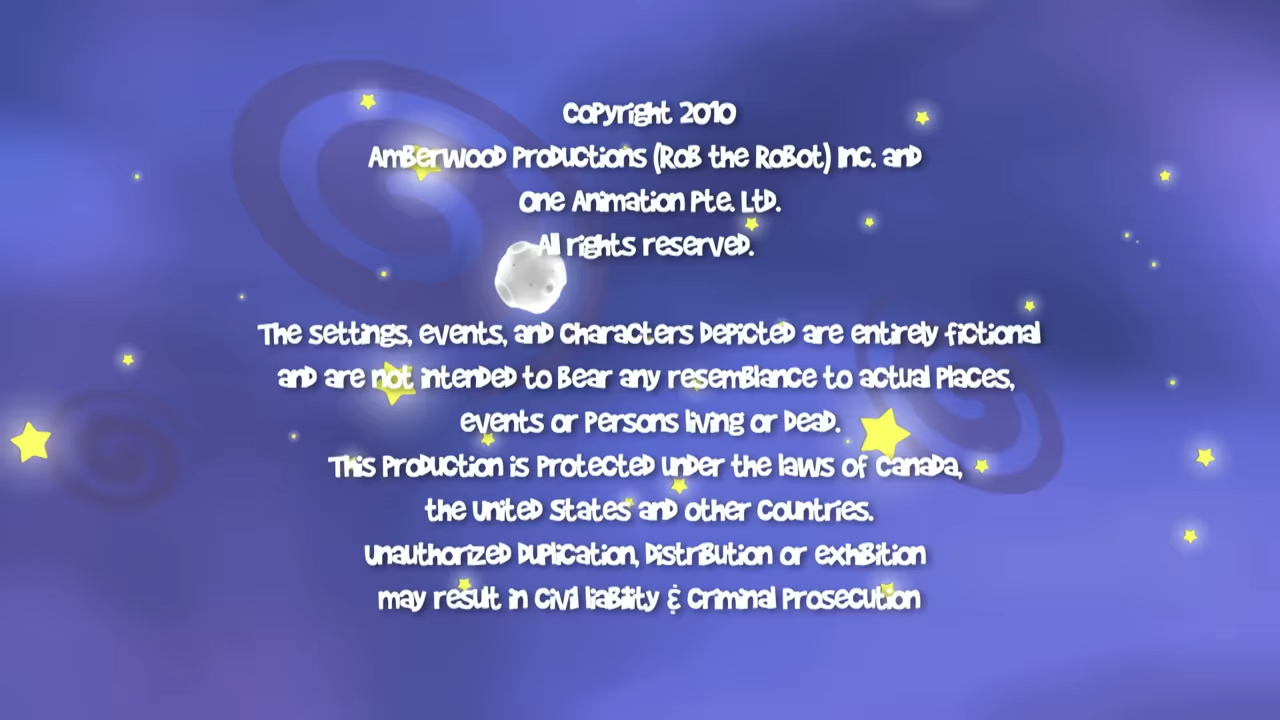 Copyright 2010
Amberwood Productions (Rob the Robot) Inc. and
One Animation Pte. Ltd.
All rights reserved.
The settings, events, and characters depicted are entirely fictional
and are not intended to bear any resemblance to actual places,
events or persons living or dead.
This production is protected under the laws of Canada,
the United States and other countries.
Unauthorized duplication, distribution or exhibition
may result in civil liability & criminal prosecution